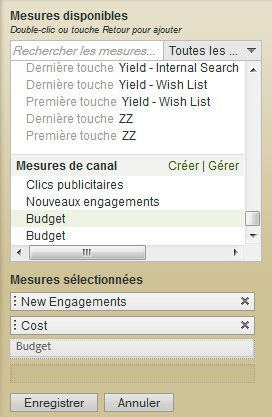 Mesures disponibles
Double-clic ou touche Retour pour ajouter
Rechercher les mesures... Toutes les ...
Dernière touche Yield - Internal Search
Dernière touche Yield - Wish List
Première touche Yield - Wish List
Dernière touche ZZ
Première touche ZZ
Mesures de canal Créer | Gérer
Clics publicitaires
Nouveaux engagements
Budget
Budget
Mesures sélectionnées
New Engagements
Cost
Budget
Enregistrer Annuler